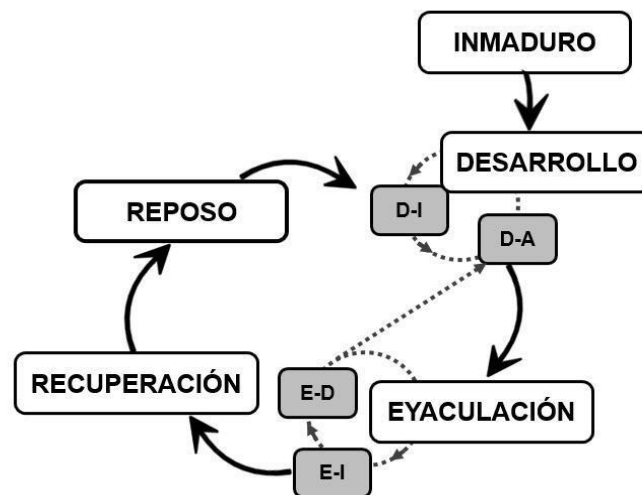 INMADURO
DESARROLLO
D-I
REPOSO
D-A
RECUPERACIÓN
E-D
EYACULACIÓN
E-I